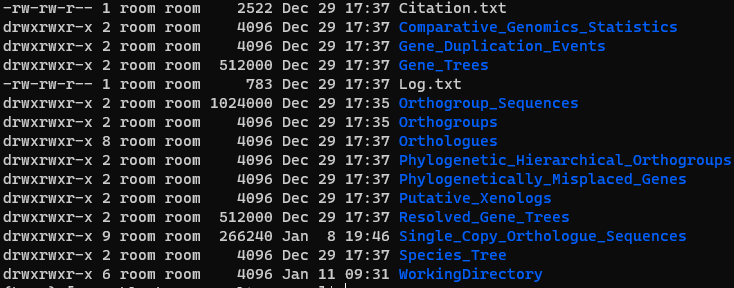 -rw-rw-r-- 1 room room 2522 Dec 29 17:37 Citation.txt
drwxrwxr-x 2 room room 4096 Dec 29 17:37 Comparative_Genomics_Statistics
drwxrwxr-x 2 room room 4096 Dec 29 17:37 Gene_Duplication_Events
drwxrwxr-x 2 room room 512000 Dec 29 17:37 Gene_Trees
-rw-rw-r-- 1 room room 783 Dec 29 17:37 Log.txt
drwxrwxr-x 2 room room 1024000 Dec 29 17:35 Orthogroup_Sequences
drwxrwxr-x 2 room room 4096 Dec 29 17:37 Orthogroups
drwxrwxr-x 8 room room 4096 Dec 29 17:37 Orthologues
drwxrwxr-x 2 room room 4096 Dec 29 17:37 Phylogenetic_Hierarchical_Orthogroups
drwxrwxr-x 2 room room 4096 Dec 29 17:37 Phylogenetically_Misplaced_Genes
drwxrwxr-x 2 room room 4096 Dec 29 17:37 Putative_Xenologs
drwxrwxr-x 2 room room 512000 Dec 29 17:37 Resolved_Gene_Trees
drwxrwxr-x 9 room room 266240 Jan 8 19:46 Single_Copy_Orthologue_Sequences
drwxrwxr-x 2 room room 4096 Dec 29 17:37 Species_Tree
drwxrwxr-x 6 room room 4096 Jan 11 09:31 WorkingDirectory